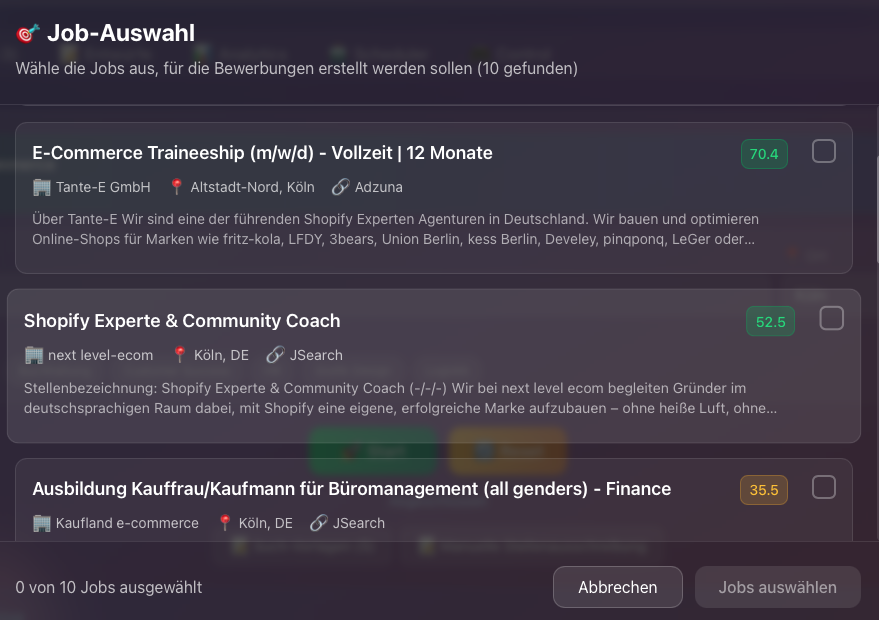 🎯 Job-Auswahl
Wähle die Jobs aus, für die Bewerbungen erstellt werden sollen (10 gefunden)
E-Commerce Traineeship (m/w/d) - Vollzeit | 12 Monate
70.4
🏢 Tante-E GmbH 📍 Altstadt-Nord, Köln 🔗 Adzuna
Über Tante-E Wir sind eine der führenden Shopify Experten Agenturen in Deutschland. Wir bauen und optimieren
Online-Shops für Marken wie fritz-kola, LFDY, 3bears, Union Berlin, kess Berlin, Develey, pinqponq, LeGer oder...
Shopify Experte & Community Coach
52.5
🏢 next level-ecom 📍 Köln, DE 🔗 JSearch
Stellenbezeichnung: Shopify Experte & Community Coach (-/-/-) Wir bei next level ecom begleiten Gründer im
deutschsprachigen Raum dabei, mit Shopify eine eigene, erfolgreiche Marke aufzubauen – ohne heiße Luft, ohne...
Ausbildung Kauffrau/Kaufmann für Büromanagement (all genders) - Finance
35.5
🏢 Kaufland e-commerce 📍 Köln, DE 🔗 JSearch
0 von 10 Jobs ausgewählt
Abbrechen
Jobs auswählen